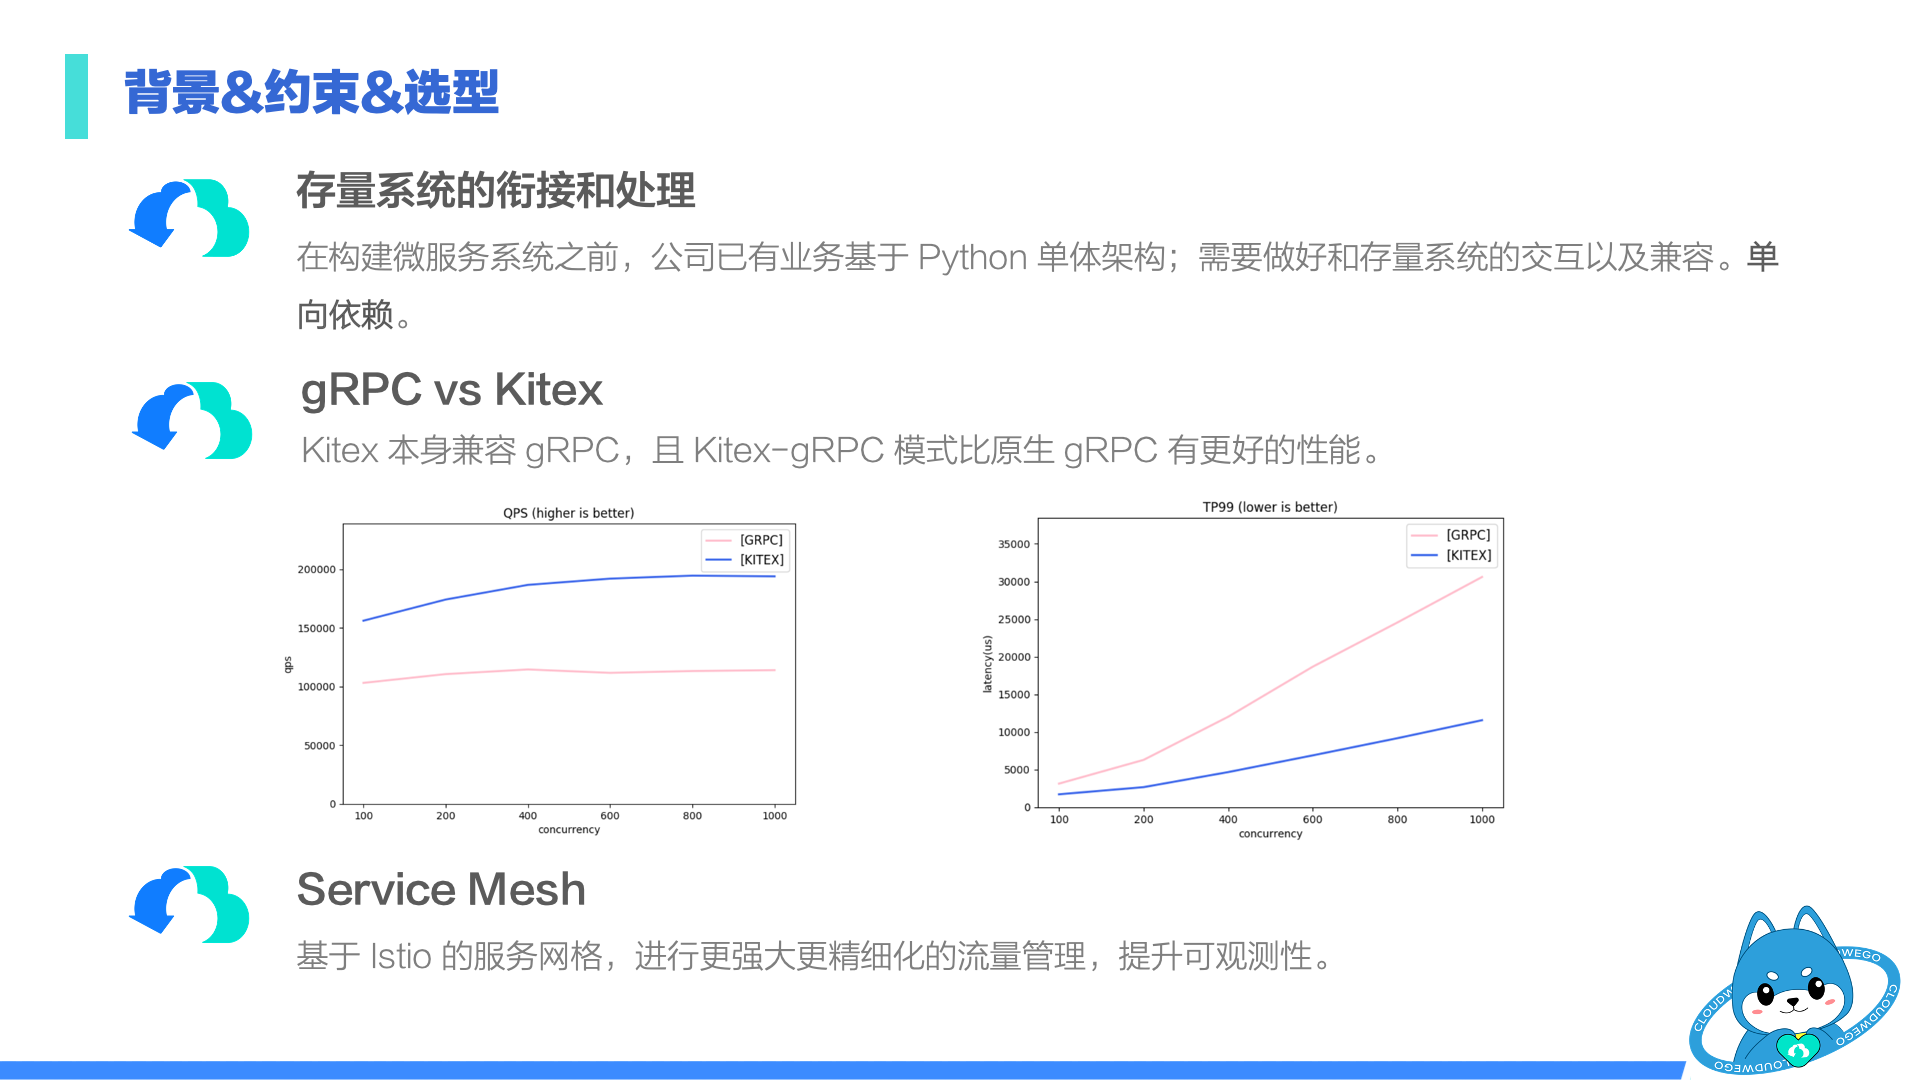 背景&约束&选型
存量系统的衔接和处理
在构建微服务系统之前，公司已有业务基于 Python 单体架构；需要做好和存量系统的交互以及兼容。单
向依赖。
gRPC vs Kitex
Kitex 本身兼容 gRPC，且 Kitex-gRPC 模式比原生 gRPC 有更好的性能。
QPS (higher is better)
[GRPC]
[KITEX]
200000
150000
100000
50000
0
qps
100 200 400 600 800 1000
concurrency
TP99 (lower is better)
[GRPC]
[KITEX]
35000
30000
25000
20000
15000
10000
5000
0
latency(us)
100 200 400 600 800 1000
concurrency
Service Mesh
基于 Istio 的服务网格，进行更强大更精细化的流量管理，提升可观测性。
CLOUDWEGO
CLOUDWEGO